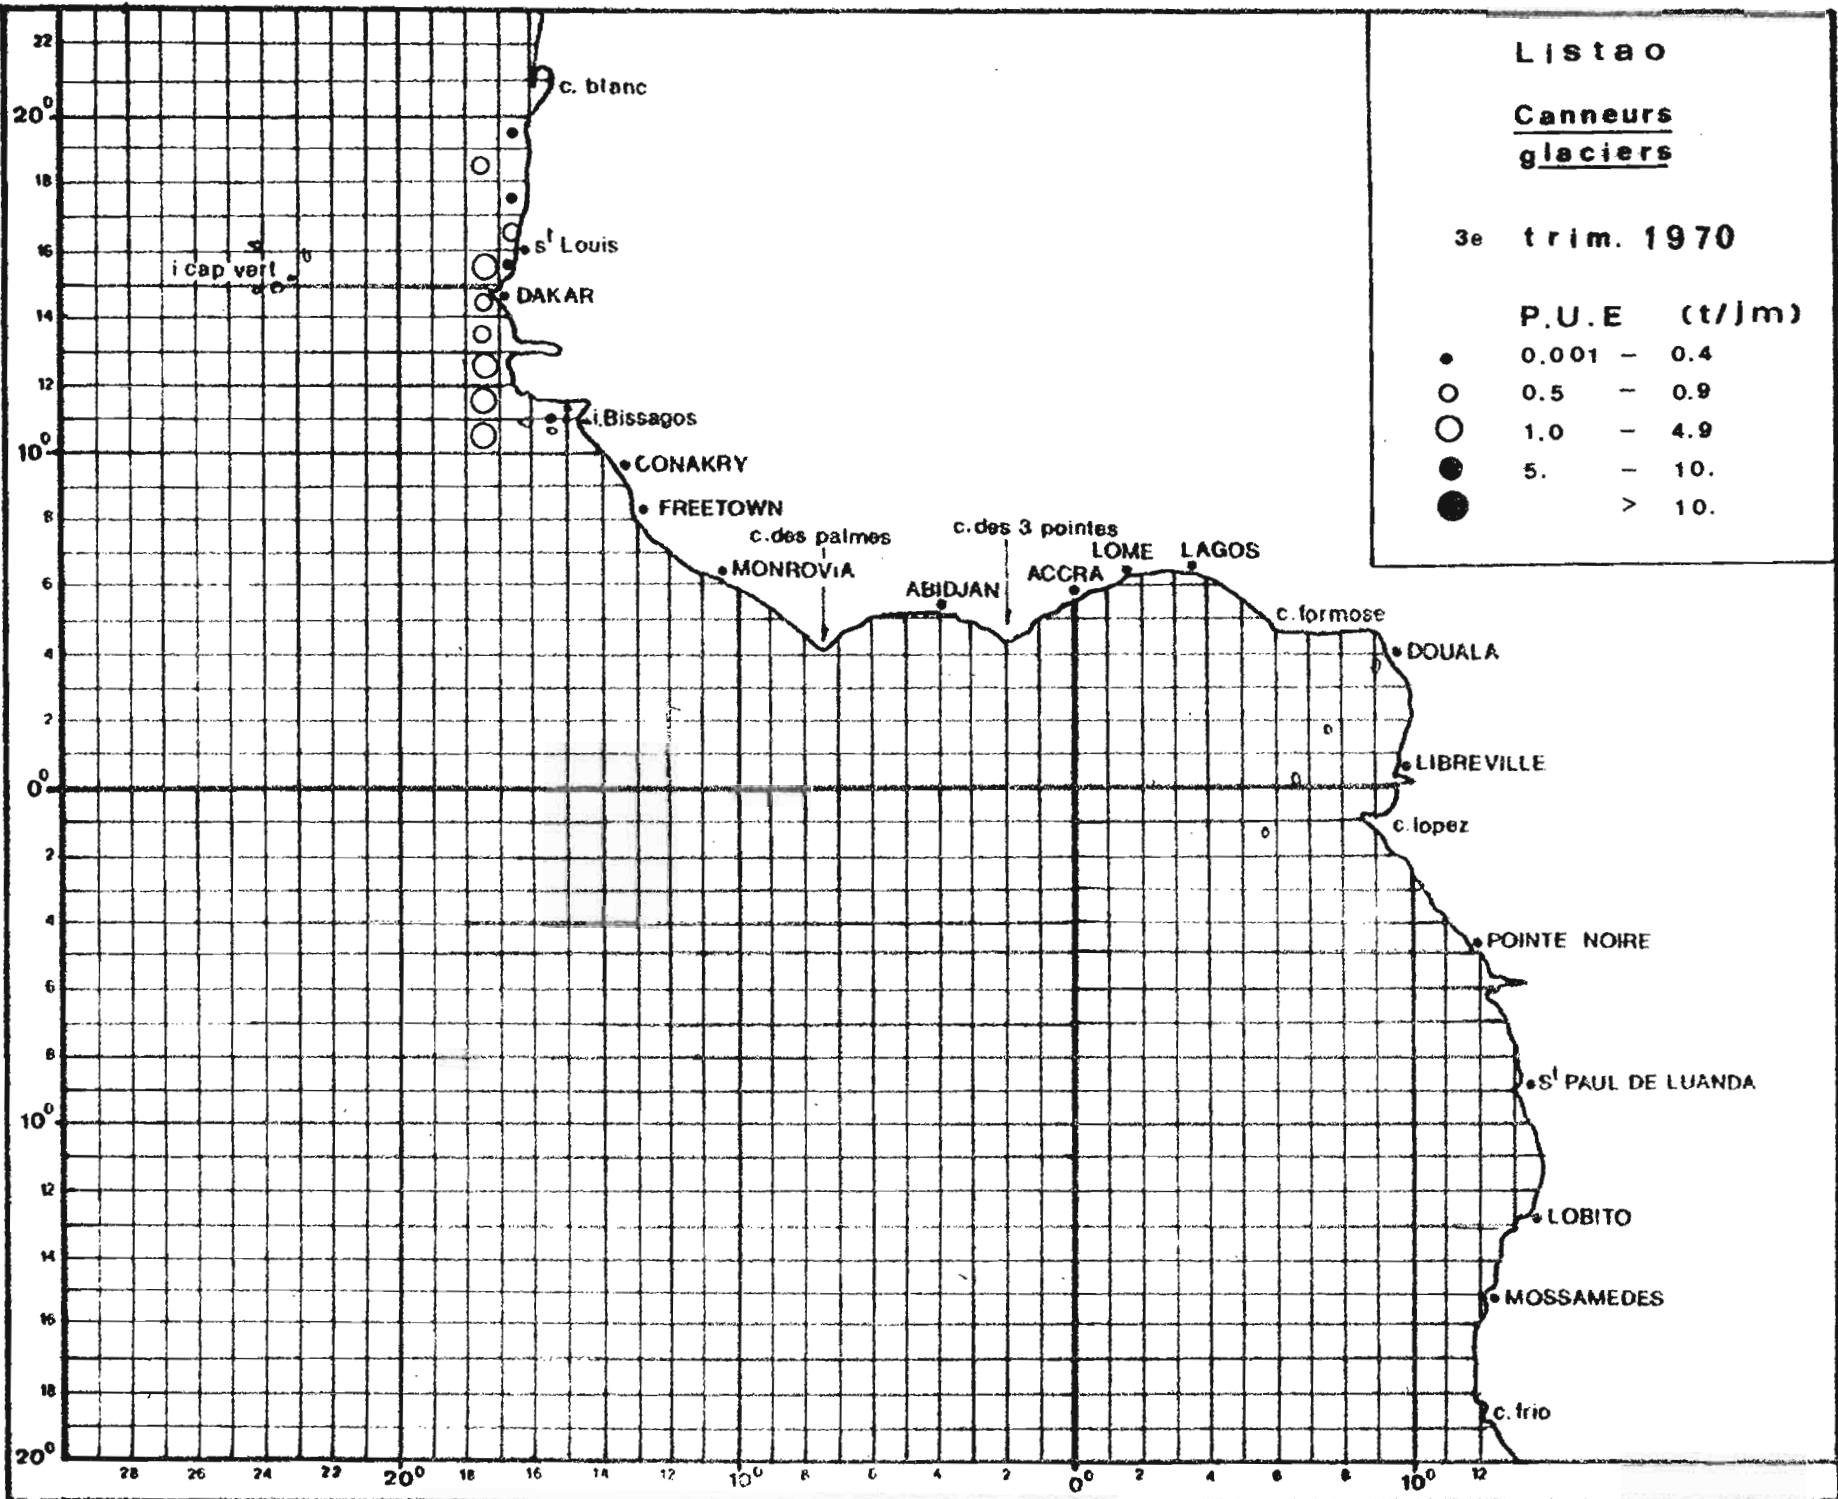 Listao
Canneurs
glaciers
3e trim. 1970
P.U.E (t/jm)
0.001 - 0.4
0.5 - 0.9
1.0 - 4.9
5. - 10.
> 10.
22
20°
18
16
14
12
10°
8
6
4
2
0°
2
4
6
8
10°
12
14
16
18
20°
c. blanc
st Louis
i cap vert
DAKAR
i.Bissagos
CONAKRY
FREETOWN
c.des palmes
c.des 3 pointes
MONROVIA
ABIDJAN
ACCRA
LOME
LAGOS
c.formose
DOUALA
LIBREVILLE
c.lopez
POINTE NOIRE
St PAUL DE LUANDA
LOBITO
MOSSAMEDES
c.frio
28 26 24 22 20° 18 16 14 12 10° 8 6 4 2 0° 2 4 6 8 10° 12